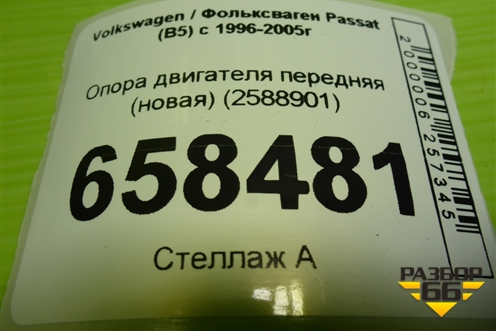 Volkswagen / Фольксваген Passat
(B5) с 1996-2005г
Опора двигателя передняя
(новая) (2588901)
658481
Стеллаж А
2000006257345
РАЗБОР
66